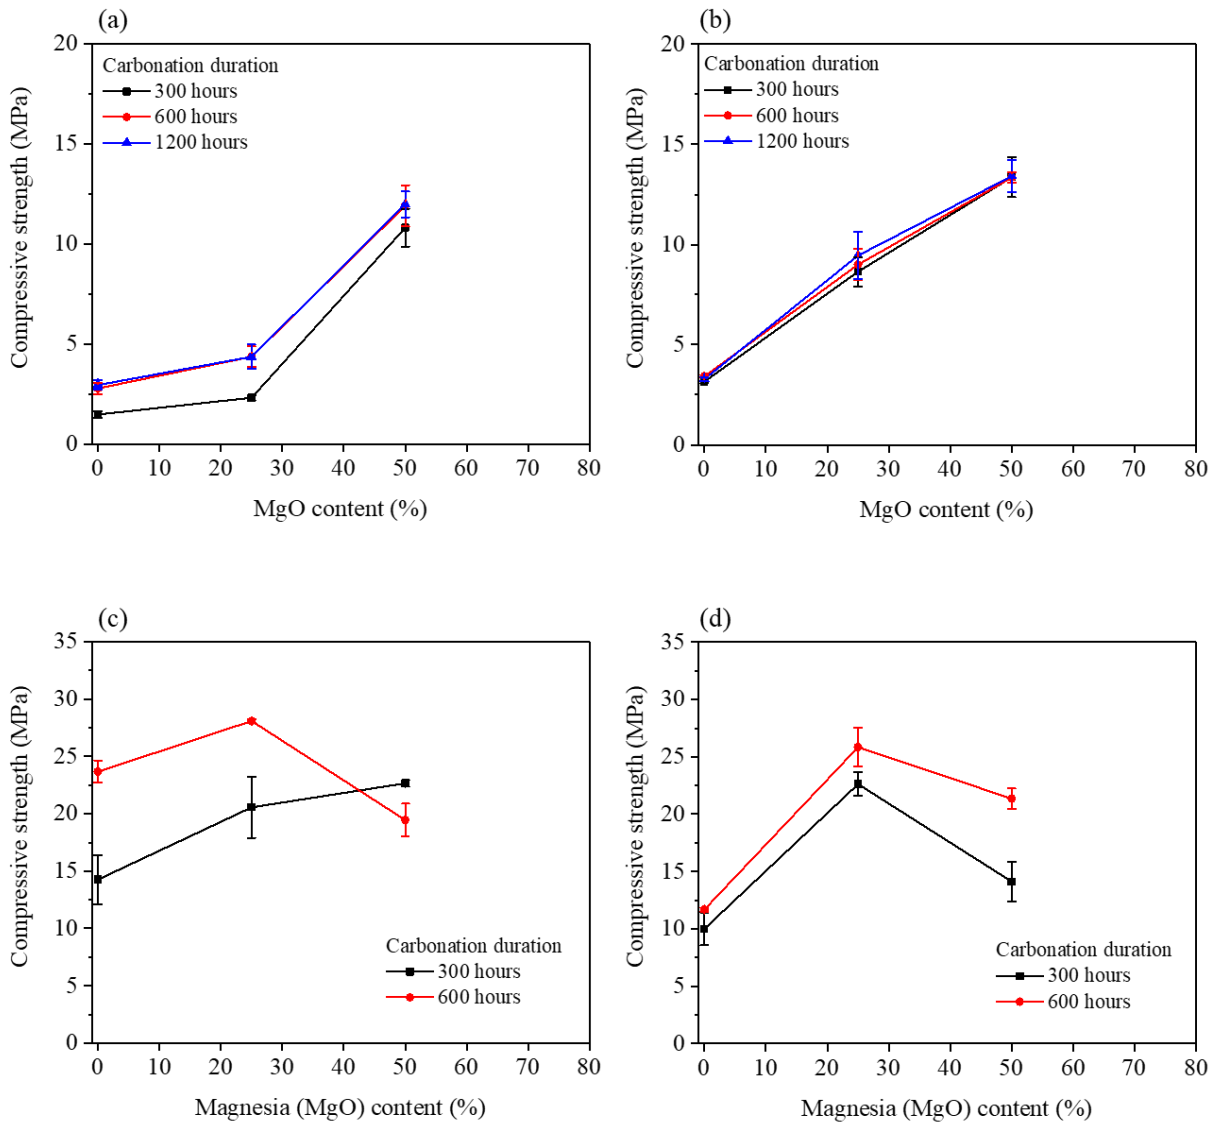 (a)
20
15
10
5
0
Compressive strength (MPa)
Carbonation duration
300 hours
600 hours
1200 hours
0 10 20 30 40 50 60 70 80
MgO content (%)
(b)
20
15
10
5
0
Compressive strength (MPa)
Carbonation duration
300 hours
600 hours
1200 hours
0 10 20 30 40 50 60 70 80
MgO content (%)
(c)
35
30
25
20
15
10
5
0
Compressive strength (MPa)
Carbonation duration
300 hours
600 hours
0 10 20 30 40 50 60 70 80
Magnesia (MgO) content (%)
(d)
35
30
25
20
15
10
5
0
Compressive strength (MPa)
Carbonation duration
300 hours
600 hours
0 10 20 30 40 50 60 70 80
Magnesia (MgO) content (%)